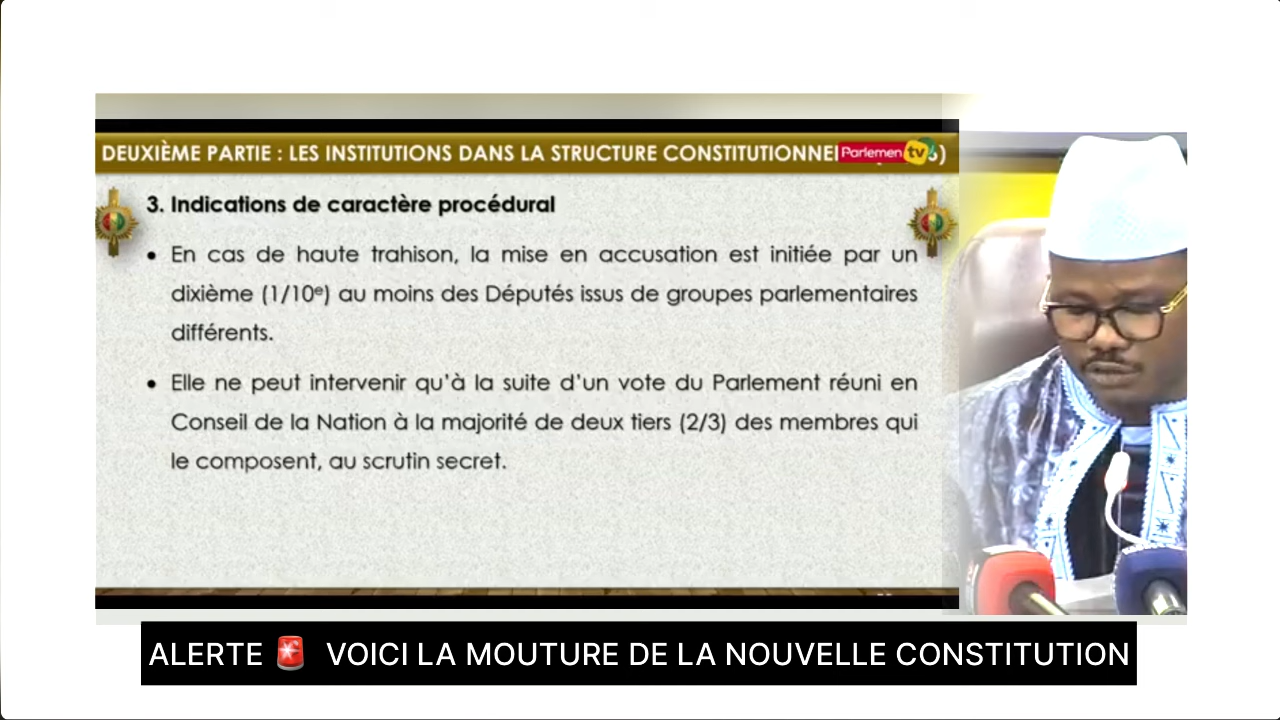 DEUXIÈME PARTIE : LES INSTITUTIONS DANS LA STRUCTURE CONSTITUTIONNEL
Parlemen tv
3. Indications de caractère procédural
• En cas de haute trahison, la mise en accusation est initiée par un
dixième (1/10e) au moins des Députés issus de groupes parlementaires
différents.
• Elle ne peut intervenir qu'à la suite d'un vote du Parlement réuni en
Conseil de la Nation à la majorité de deux tiers (2/3) des membres qui
le composent, au scrutin secret.
ALERTE 🚨 VOICI LA MOUTURE DE LA NOUVELLE CONSTITUTION